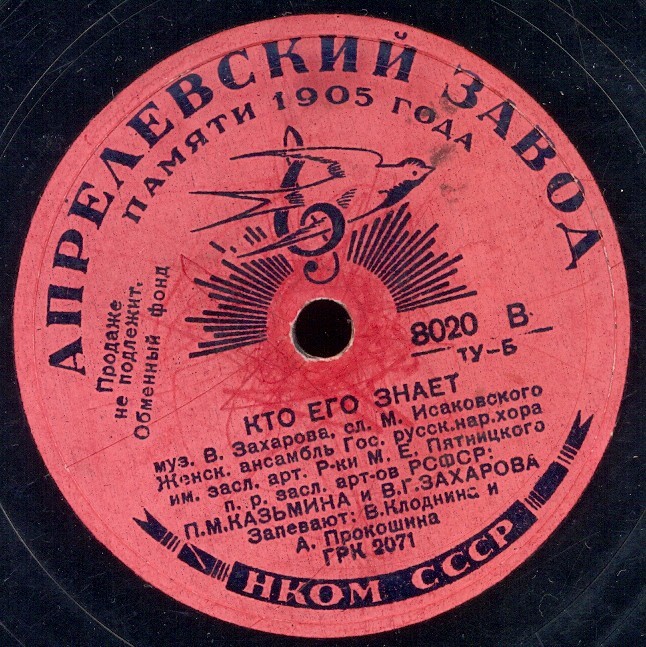 АПРЕЛЕВСКИЙ ЗАВОД
ПАМЯТИ 1905 ГОДА
Продаже
не подлежит.
Обменный фонд
8020 В
ТУ-Б
КТО ЕГО ЗНАЕТ
муз. В. Захарова, сл. М. Исаковского
Женск. ансамбль Гос. русск.нар.хора
им. засл. арт. Р-ки М. Е. Пятницкого
п. р. засл. арт-ов РСФСР:
П.М.КАЗЬМИНА и В.Г.ЗАХАРОВА
Запевают: В.Клоднина и
А. Прокошина
ГРК 2071
НКОМ СССР